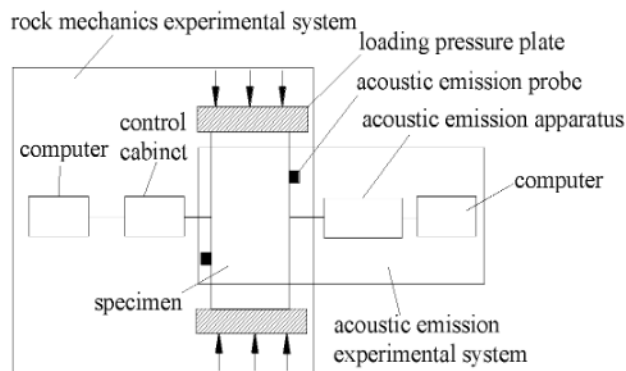 rock mechanics experimental system
loading pressure plate
acoustic emission probe
acoustic emission apparatus
control
cabinct
computer
computer
specimen
acoustic emission
experimental system